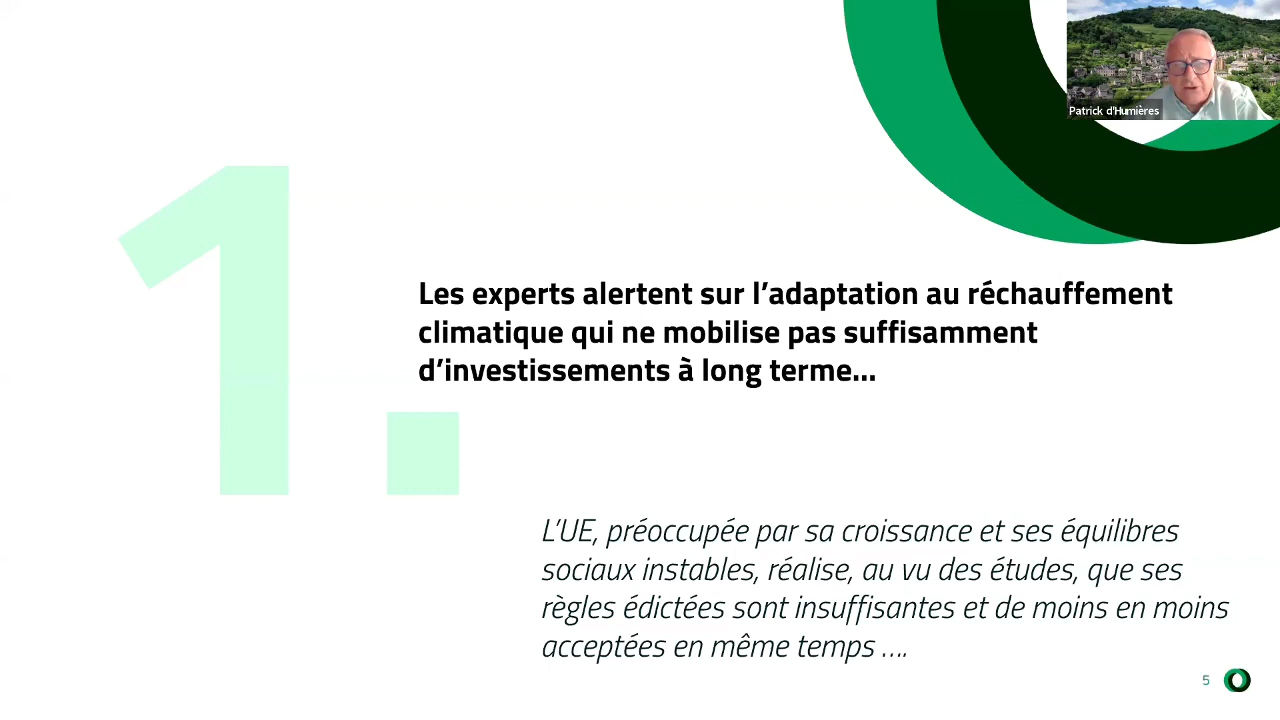 Patrick d'Humières
1.
Les experts alertent sur l’adaptation au réchauffement
climatique qui ne mobilise pas suffisamment
d’investissements à long terme...
L’UE, préoccupée par sa croissance et ses équilibres
sociaux instables, réalise, au vu des études, que ses
règles édictées sont insuffisantes et de moins en moins
acceptées en même temps ....
5